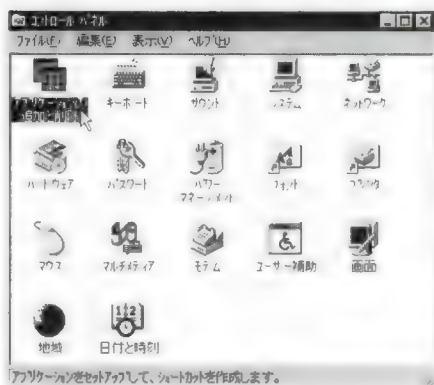 コントロール パネル
ファイル(F) 編集(E) 表示(V) ヘルプ(H)
アプリケーションの
追加と削除
キーボード
サウンド
システム
ネットワーク
ハードウェア
パスワード
パワー
マネージメント
フォント
プリンタ
マウス
マルチメディア
モデム
ユーザー補助
画面
地域
日付と時刻
アプリケーションをセットアップして、ショートカットを作成します。